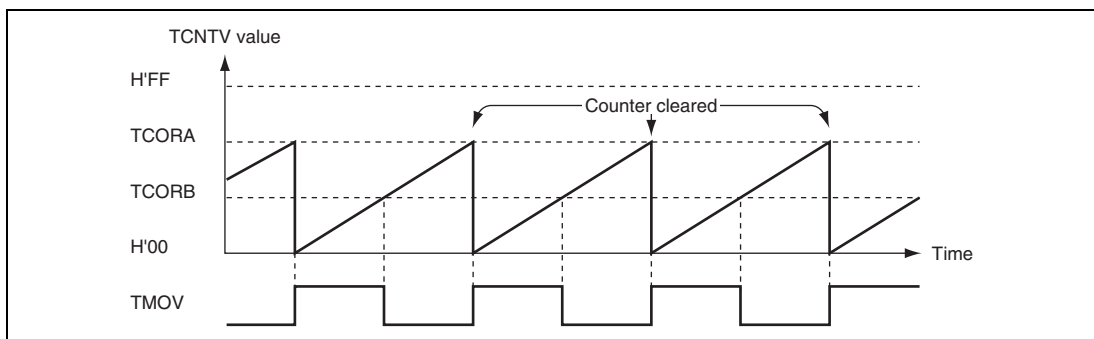 TCNTV value
H'FF
Counter cleared
TCORA
TCORB
H'00
Time
TMOV